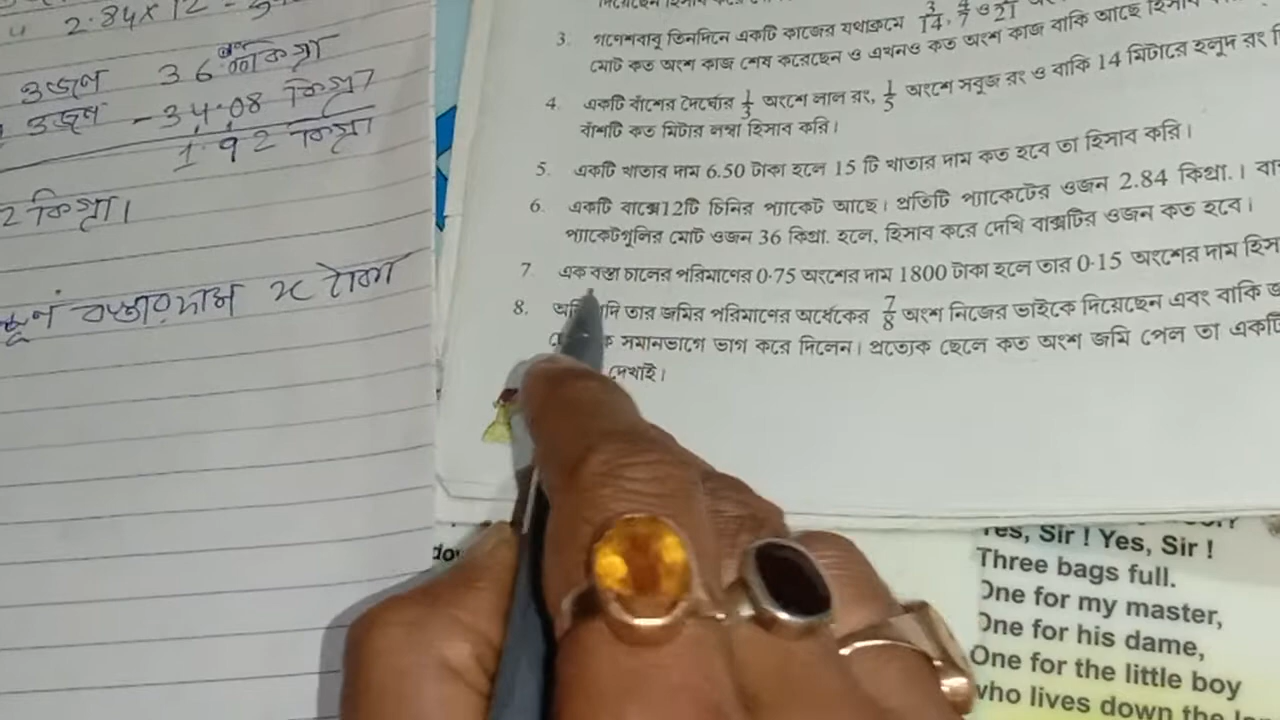 2.84×12
ওজন 36 কিগ্রা
ওজন - 34.08 কিগ্রা
1.92 কিগ্রা
2 কিগ্রা।
বস্তার দাম x টাকা
3. গণেশবাবু তিনদিনে একটি কাজের যথাক্রমে 3/14, 4/7 ও /21
মোট কত অংশ কাজ শেষ করেছেন ও এখনও কত অংশ কাজ বাকি আছে হিসাব
4. একটি বাঁশের দৈর্ঘ্যের 1/3 অংশে লাল রং, 1/5 অংশে সবুজ রং ও বাকি 14 মিটারে হলুদ রং
বাঁশটি কত মিটার লম্বা হিসাব করি।
5. একটি খাতার দাম 6.50 টাকা হলে 15 টি খাতার দাম কত হবে তা হিসাব করি।
6. একটি বাক্সে12টি চিনির প্যাকেট আছে। প্রতিটি প্যাকেটের ওজন 2.84 কিগ্রা.।
প্যাকেটগুলির মোট ওজন 36 কিগ্রা. হলে, হিসাব করে দেখি বাক্সটির ওজন কত হবে।
7. এক বস্তা চালের পরিমাণের 0·75 অংশের দাম 1800 টাকা হলে তার 0·15 অংশের দাম
8. তার জমির পরিমাণের অর্ধেকের 7/8 অংশ নিজের ভাইকে দিয়েছেন এবং বাকি
সমানভাগে ভাগ করে দিলেন। প্রত্যেক ছেলে কত অংশ জমি পেল তা একটি
দেখাই।
Yes, Sir ! Yes, Sir !
Three bags full.
One for my master,
One for his dame,
One for the little boy
who lives down the